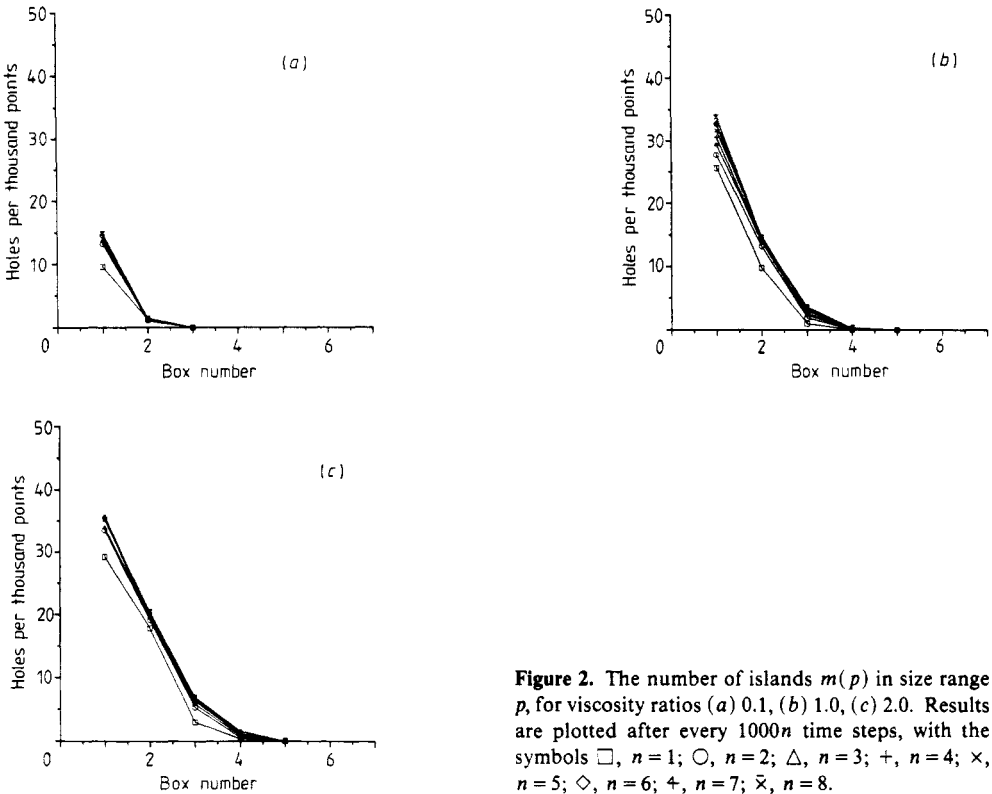 50
40
30
20
10
Holes per thousand points
(a)
0 2 4 6
Box number
50
40
30
20
10
Holes per thousand points
(b)
0 2 4 6
Box number
50
40
30
20
10
Holes per thousand points
(c)
0 2 4 6
Box number
Figure 2. The number of islands m(p) in size range
p, for viscosity ratios (a) 0.1, (b) 1.0, (c) 2.0. Results
are plotted after every 1000n time steps, with the
symbols □, n = 1; ○, n = 2; △, n = 3; +, n = 4; ×,
n = 5; ◇, n = 6; 4, n = 7; x̄, n = 8.